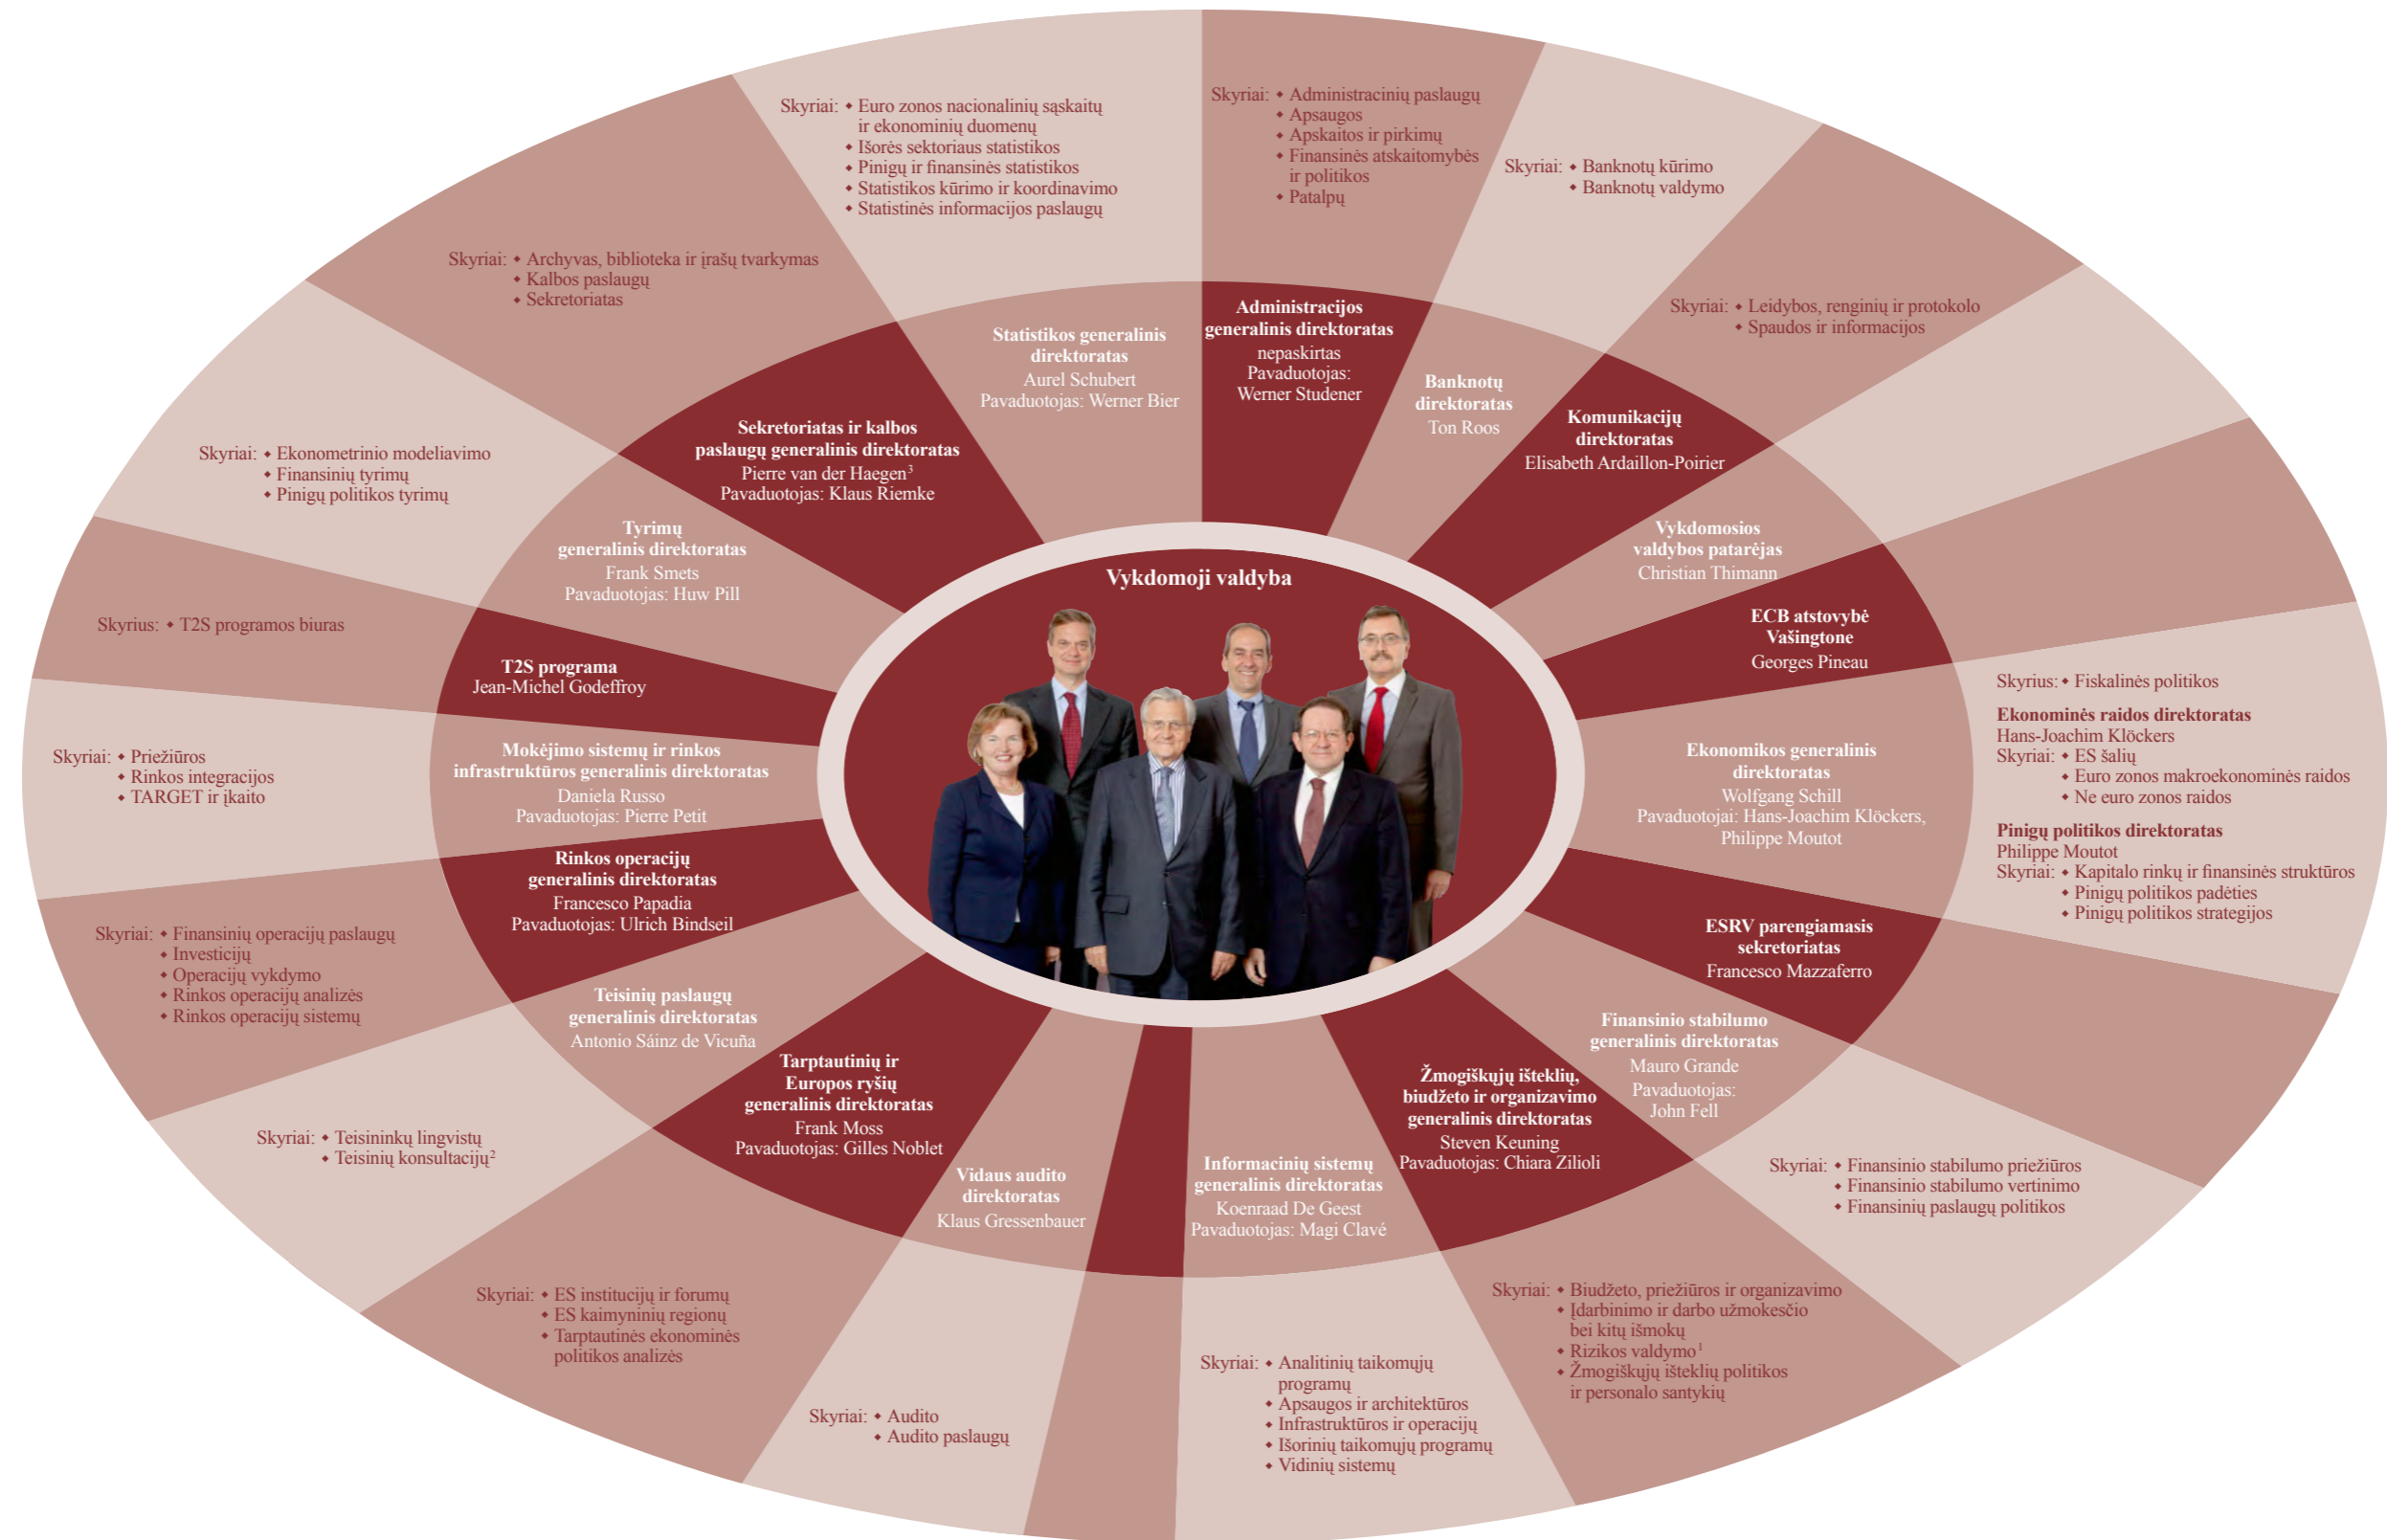 Vykdomoji valdyba
Skyriai: ◆ Administracinių paslaugų
◆ Apsaugos
◆ Apskaitos ir pirkimų
◆ Finansinės atskaitomybės
ir politikos
◆ Patalpų
Administracijos
generalinis direktoratas
nepaskirtas
Pavaduotojas:
Werner Studener
Skyriai: ◆ Banknotų kūrimo
◆ Banknotų valdymo
Banknotų
direktoratas
Ton Roos
Skyriai: ◆ Leidybos, renginių ir protokolo
◆ Spaudos ir informacijos
Komunikacijų
direktoratas
Elisabeth Ardaillon-Poirier
Vykdomosios
valdybos patarėjas
Christian Thimann
ECB atstovybė
Vašingtone
Georges Pineau
Ekonomikos generalinis
direktoratas
Wolfgang Schill
Pavaduotojai: Hans-Joachim Klöckers,
Philippe Moutot
Skyrius: ◆ Fiskalinės politikos
Ekonominės raidos direktoratas
Hans-Joachim Klöckers
Skyriai: ◆ ES šalių
◆ Euro zonos makroekonominės raidos
◆ Ne euro zonos raidos
Pinigų politikos direktoratas
Philippe Moutot
Skyriai: ◆ Kapitalo rinkų ir finansinės struktūros
◆ Pinigų politikos padėties
◆ Pinigų politikos strategijos
ESRV parengiamasis
sekretoriatas
Francesco Mazzaferro
Finansinio stabilumo
generalinis direktoratas
Mauro Grande
Pavaduotojas:
John Fell
Skyriai: ◆ Finansinio stabilumo priežiūros
◆ Finansinio stabilumo vertinimo
◆ Finansinių paslaugų politikos
Žmogiškųjų išteklių,
biudžeto ir organizavimo
generalinis direktoratas
Steven Keuning
Pavaduotojas: Chiara Zilioli
Skyriai: ◆ Biudžeto, priežiūros ir organizavimo
◆ Įdarbinimo ir darbo užmokesčio
bei kitų išmokų
◆ Rizikos valdymo¹
◆ Žmogiškųjų išteklių politikos
ir personalo santykių
Informacinių sistemų
generalinis direktoratas
Koenraad De Geest
Pavaduotojas: Magi Clavé
Skyriai: ◆ Analitinių taikomųjų
programų
◆ Apsaugos ir architektūros
◆ Infrastruktūros ir operacijų
◆ Išorinių taikomųjų programų
◆ Vidinių sistemų
Vidaus audito
direktoratas
Klaus Gressenbauer
Skyriai: ◆ Audito
◆ Audito paslaugų
Tarptautinių ir
Europos ryšių
generalinis direktoratas
Frank Moss
Pavaduotojas: Gilles Noblet
Skyriai: ◆ ES institucijų ir forumų
◆ ES kaimyninių regionų
◆ Tarptautinės ekonominės
politikos analizės
Teisinių paslaugų
generalinis direktoratas
Antonio Sáinz de Vicuña
Skyriai: ◆ Teisininkų lingvistų
◆ Teisinių konsultacijų²
Rinkos operacijų
generalinis direktoratas
Francesco Papadia
Pavaduotojas: Ulrich Bindseil
Skyriai: ◆ Finansinių operacijų paslaugų
◆ Investicijų
◆ Operacijų vykdymo
◆ Rinkos operacijų analizės
◆ Rinkos operacijų sistemų
Mokėjimo sistemų ir rinkos
infrastruktūros generalinis direktoratas
Daniela Russo
Pavaduotojas: Pierre Petit
Skyriai: ◆ Priežiūros
◆ Rinkos integracijos
◆ TARGET ir įkaito
T2S programa
Jean-Michel Godeffroy
Skyrius: ◆ T2S programos biuras
Tyrimų
generalinis direktoratas
Frank Smets
Pavaduotojas: Huw Pill
Skyriai: ◆ Ekonometrinio modeliavimo
◆ Finansinių tyrimų
◆ Pinigų politikos tyrimų
Sekretoriatas ir kalbos
paslaugų generalinis direktoratas
Pierre van der Haegen³
Pavaduotojas: Klaus Riemke
Skyriai: ◆ Archyvas, biblioteka ir įrašų tvarkymas
◆ Kalbos paslaugų
◆ Sekretoriatas
Statistikos generalinis
direktoratas
Aurel Schubert
Pavaduotojas: Werner Bier
Skyriai: ◆ Euro zonos nacionalinių sąskaitų
ir ekonominių duomenų
◆ Išorės sektoriaus statistikos
◆ Pinigų ir finansinės statistikos
◆ Statistikos kūrimo ir koordinavimo
◆ Statistinės informacijos paslaugų